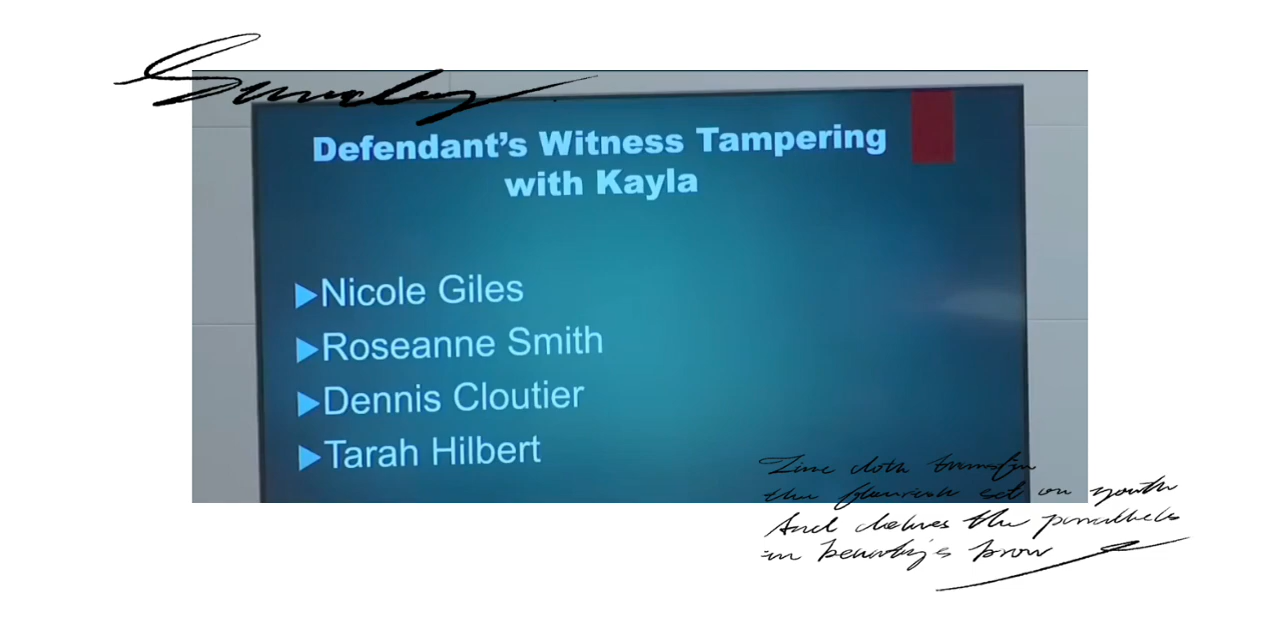 Defendant's Witness Tampering
with Kayla
Nicole Giles
Roseanne Smith
Dennis Cloutier
Tarah Hilbert
Time doth transfix
the flourish set on youth
And delves the parallels
in beauty's brow